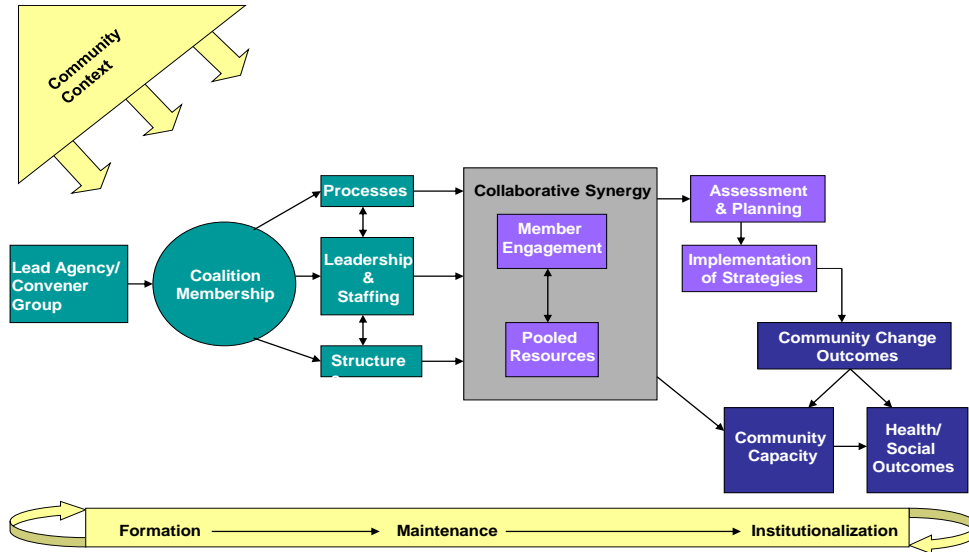 Community
Context
Lead Agency/
Convener
Group
Coalition
Membership
Processes
Leadership
&
Staffing
Structure
Collaborative Synergy
Member
Engagement
Pooled
Resources
Assessment
& Planning
Implementation
of Strategies
Community Change
Outcomes
Community
Capacity
Health/
Social
Outcomes
Formation
Maintenance
Institutionalization